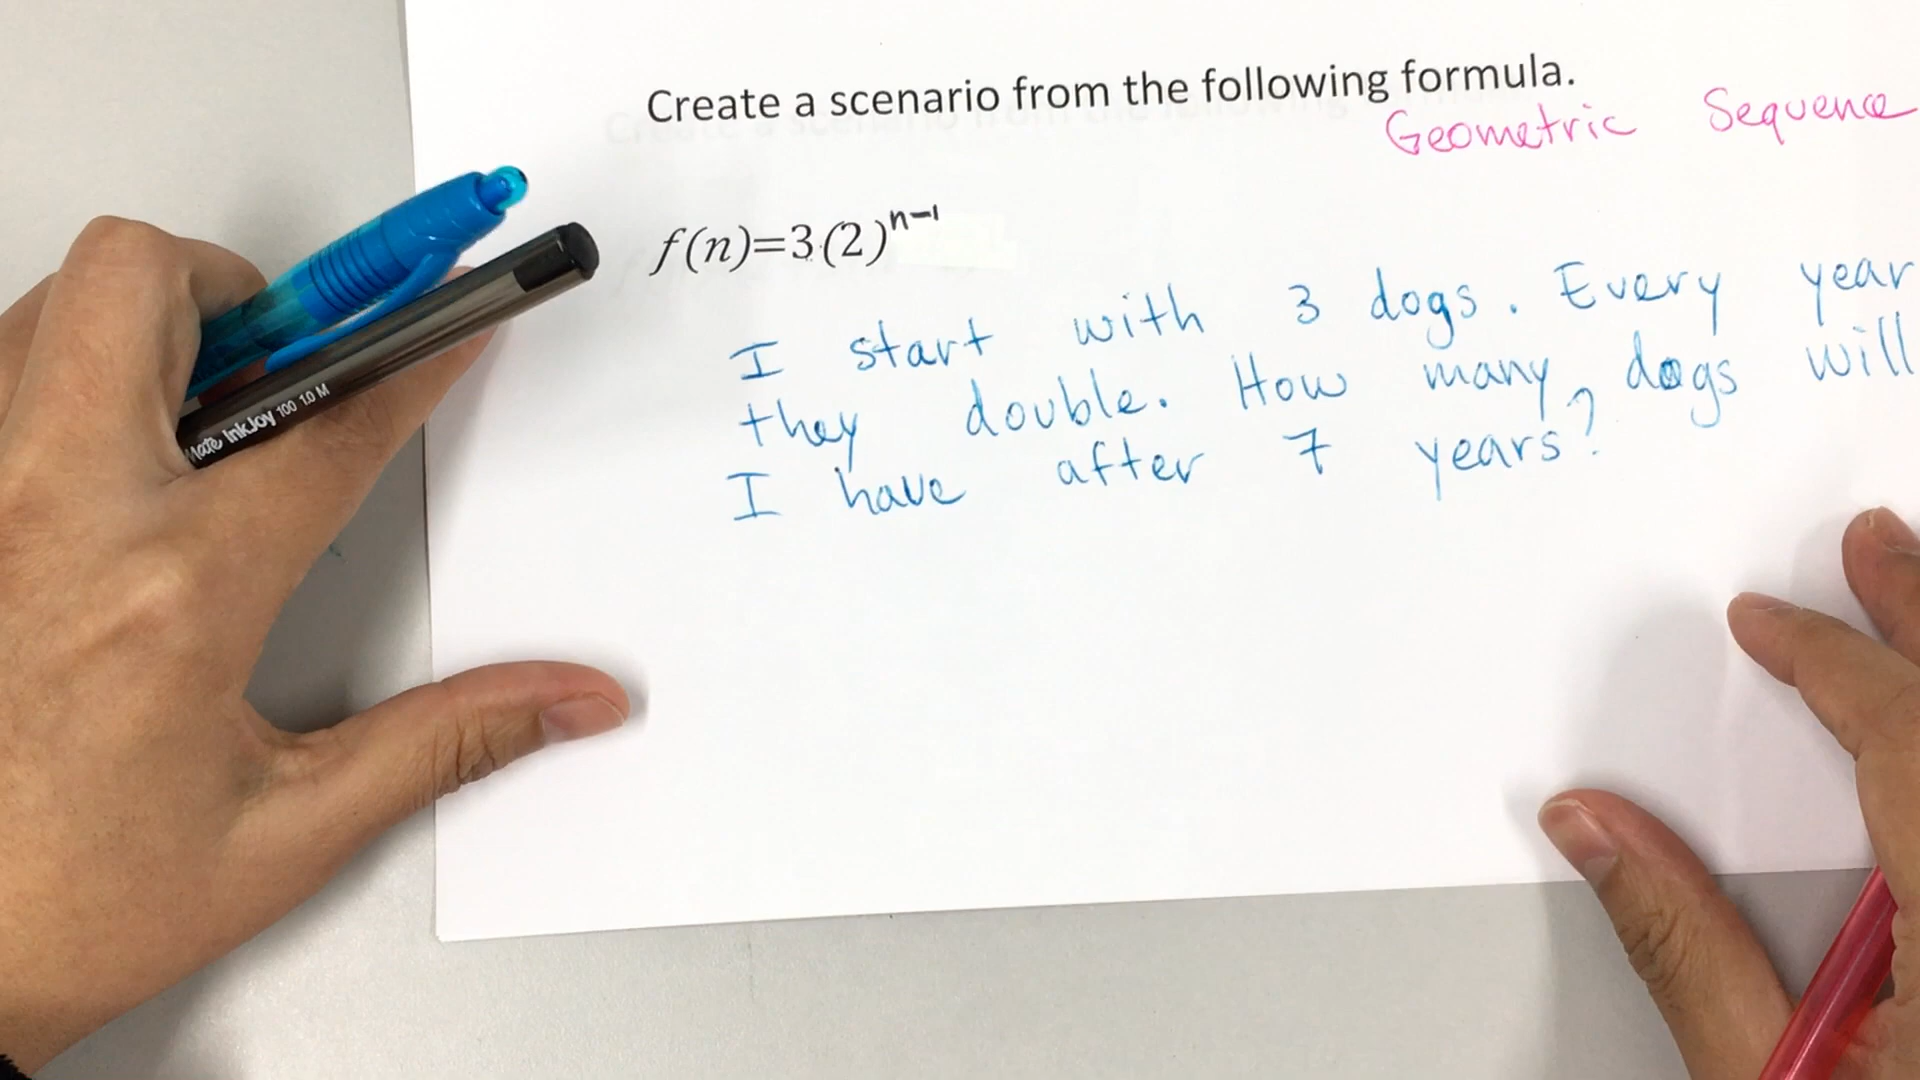 Create a scenario from the following formula.
Geometric Sequence
f(n)=3(2)^{n-1}
I start with 3 dogs. Every year
they double. How many dogs will
I have after 7 years?
Mate InkJoy 100 1.0 M